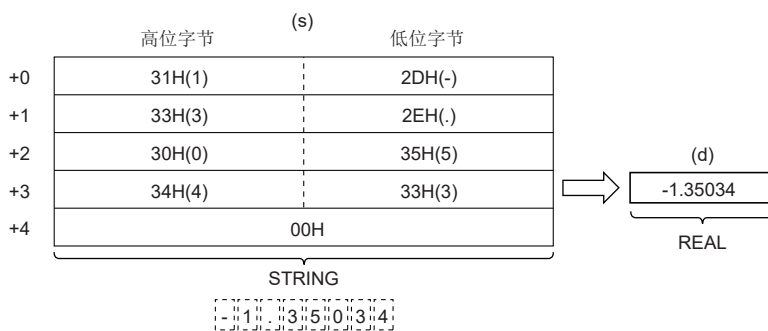 (s)
高位字节 低位字节
+0 31H(1) 2DH(-)
+1 33H(3) 2EH(.)
+2 30H(0) 35H(5)
(d)
+3 34H(4) 33H(3) -1.35034
+4 00H
REAL
STRING
- 1 . 3 5 0 3 4